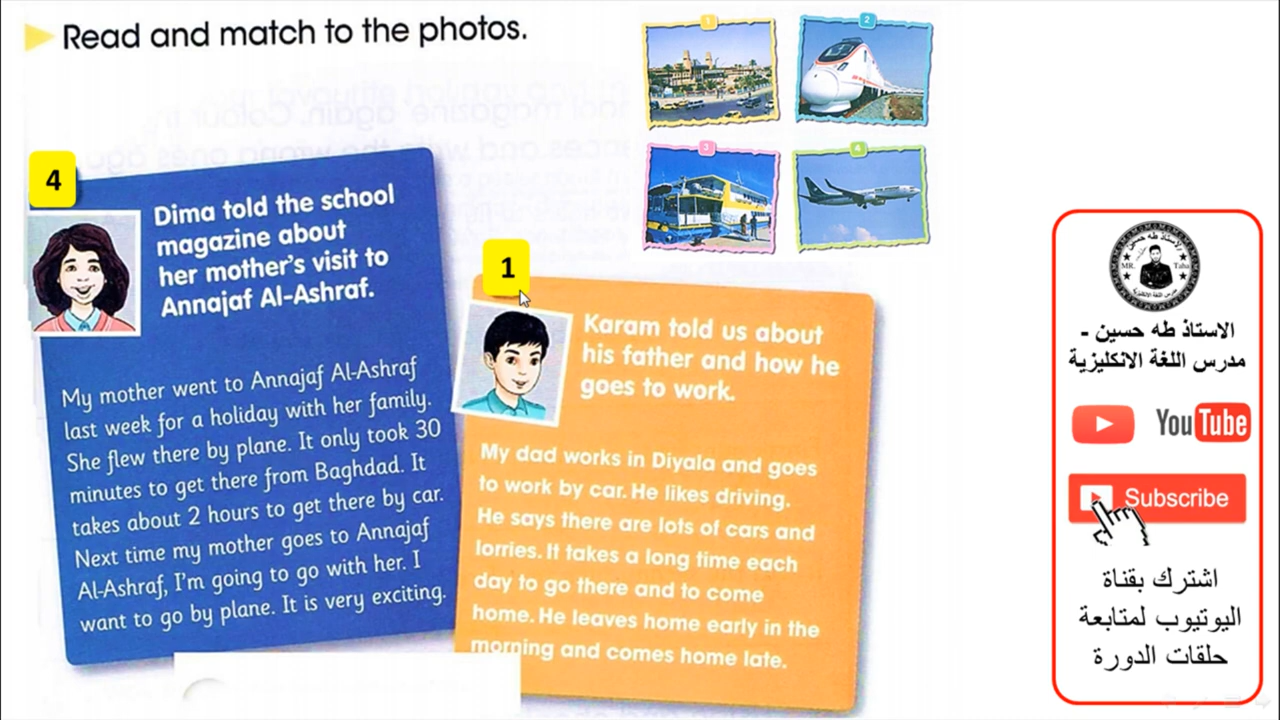 Read and match to the photos.
1
2
3
4
4
Dima told the school
magazine about
her mother's visit to
Annajaf Al-Ashraf.
My mother went to Annajaf Al-Ashraf
last week for a holiday with her family.
She flew there by plane. It only took 30
minutes to get there from Baghdad. It
takes about 2 hours to get there by car.
Next time my mother goes to Annajaf
Al-Ashraf, I'm going to go with her. I
want to go by plane. It is very exciting.
1
Karam told us about
his father and how he
goes to work.
My dad works in Diyala and goes
to work by car. He likes driving.
He says there are lots of cars and
lorries. It takes a long time each
day to go there and to come
home. He leaves home early in the
morning and comes home late.
الاستاذ طه حسين
MR. Taha
مدرس اللغة الانكليزية
الاستاذ طه حسين -
مدرس اللغة الانكليزية
YouTube
Subscribe
اشترك بقناة
اليوتيوب لمتابعة
حلقات الدورة